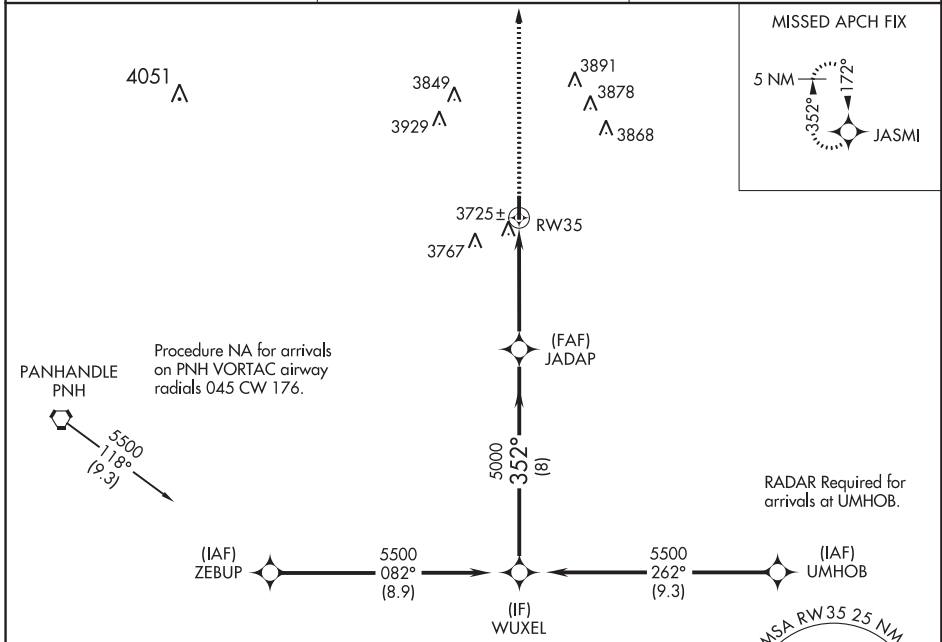 MISSED APCH FIX
5 NM
352°
172°
JASMI
4051
3849
3929
3891
3878
3868
3725±
RW35
3767
(FAF)
JADAP
Procedure NA for arrivals
on PNH VORTAC airway
radials 045 CW 176.
PANHANDLE
PNH
5500
118°
(9.3)
5000
352°
(8)
RADAR Required for
arrivals at UMHOB.
(IAF)
ZEBUP
5500
082°
(8.9)
(IF)
WUXEL
5500
262°
(9.3)
(IAF)
UMHOB
MSA RW35 25 NM